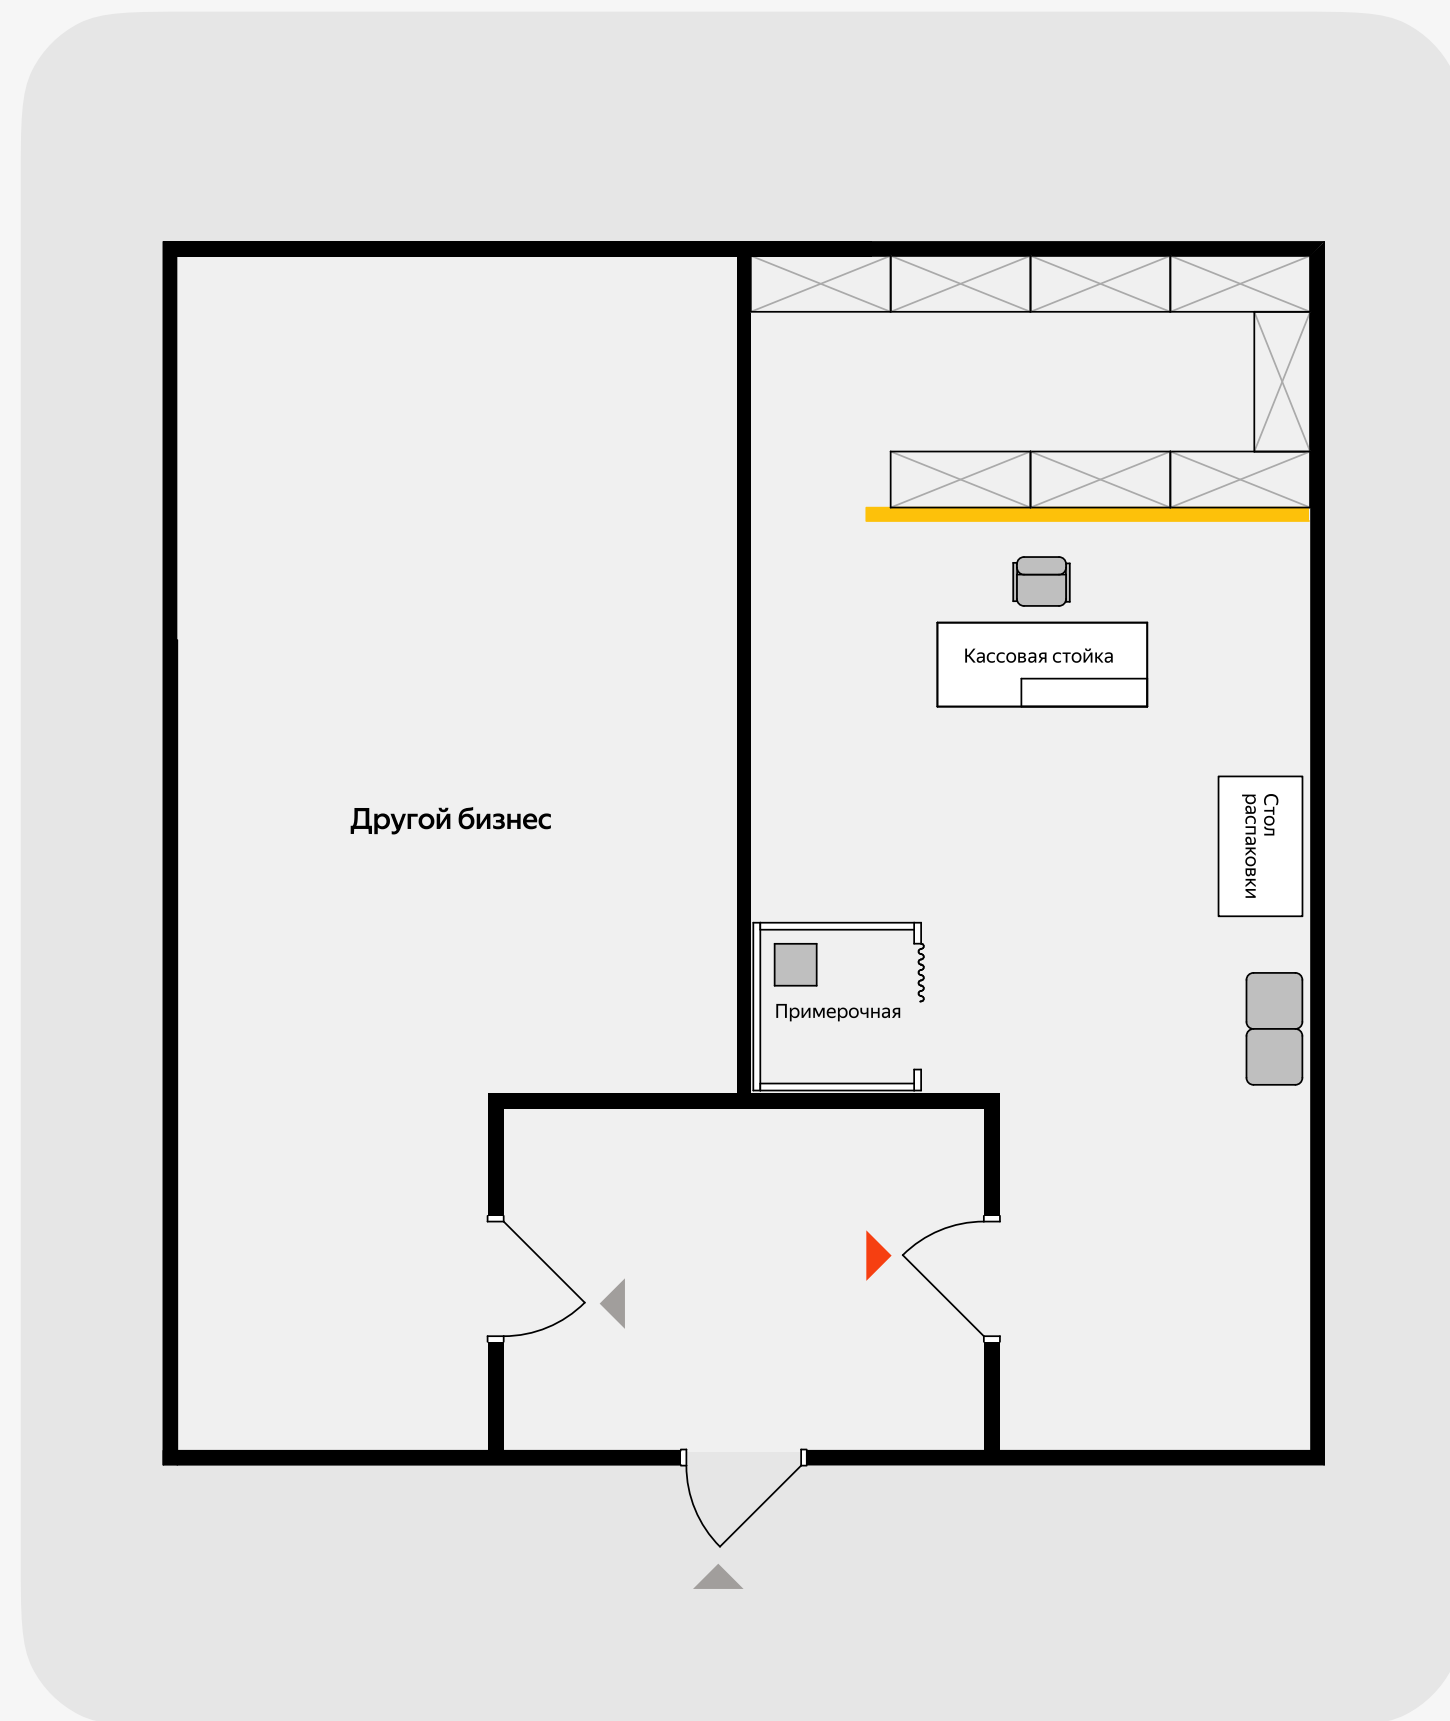 Кассовая стойка
Стол
распаковки
Другой бизнес
Примерочная